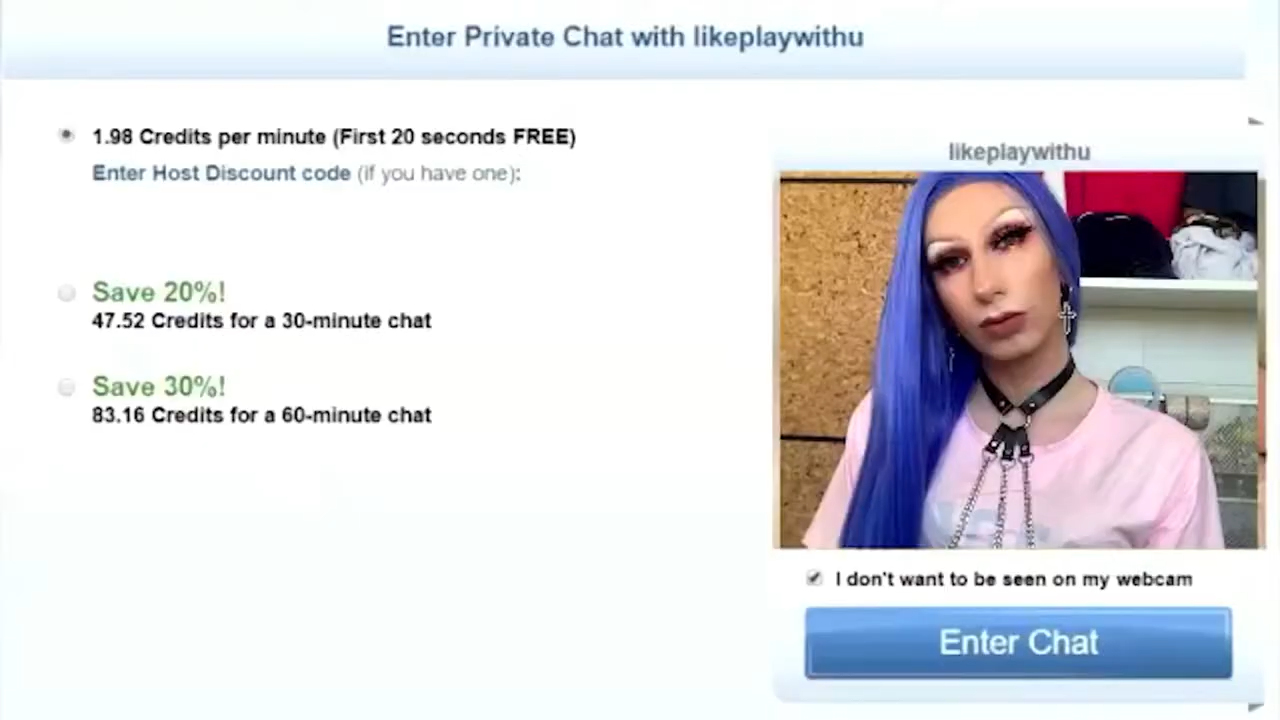 Enter Private Chat with likeplaywithu
1.98 Credits per minute (First 20 seconds FREE)
Enter Host Discount code (if you have one):
Save 20%!
47.52 Credits for a 30-minute chat
Save 30%!
83.16 Credits for a 60-minute chat
likeplaywithu
I don't want to be seen on my webcam
Enter Chat